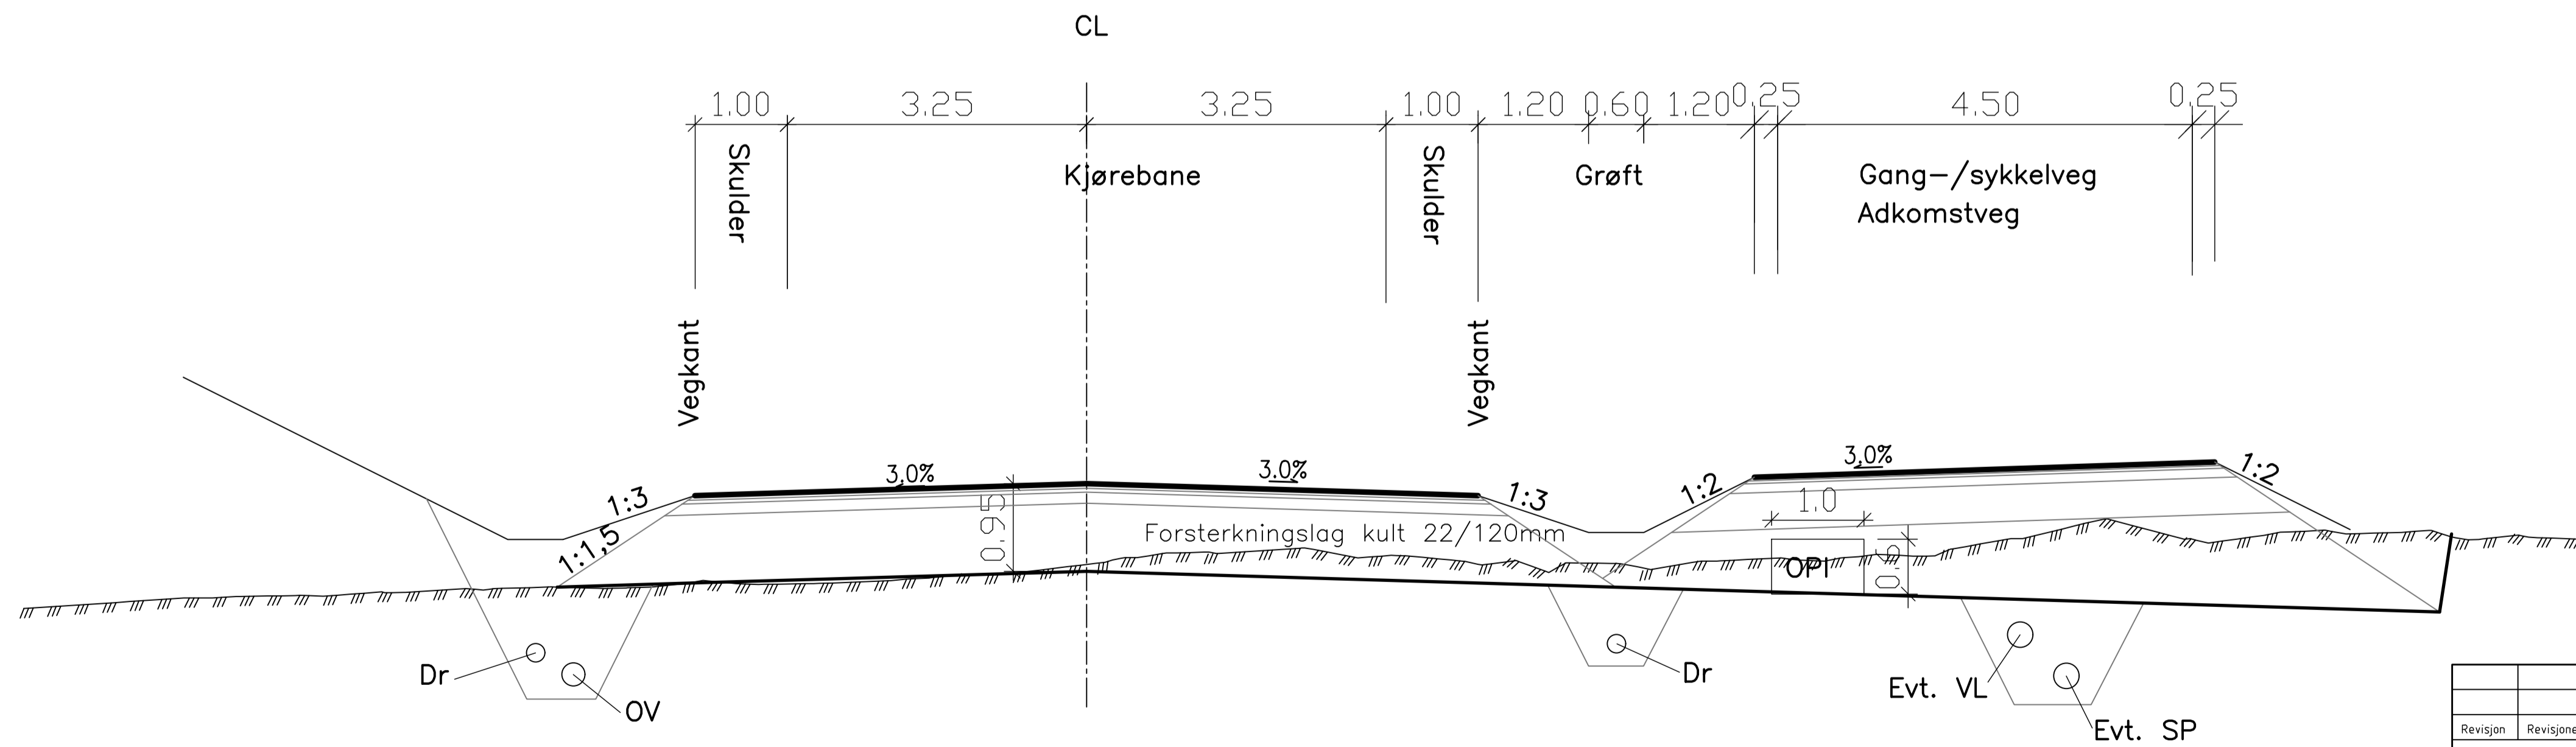 CL
1.00 3.25 3.25 1.00 1.20 0.60 1.20 0.25 4.50 0.25
Skulder
Kjørebane
Skulder
Grøft
Gang-/sykkelveg
Adkomstveg
Vegkant
Vegkant
1:3
1:1,5
3,0%
3,0%
0.95
Forsterkningslag kult 22/120mm
1:3
1:2
3,0%
1:2
1.0
OPI
Dr
OV
Dr
Evt. VL
Evt. SP
Revisjon